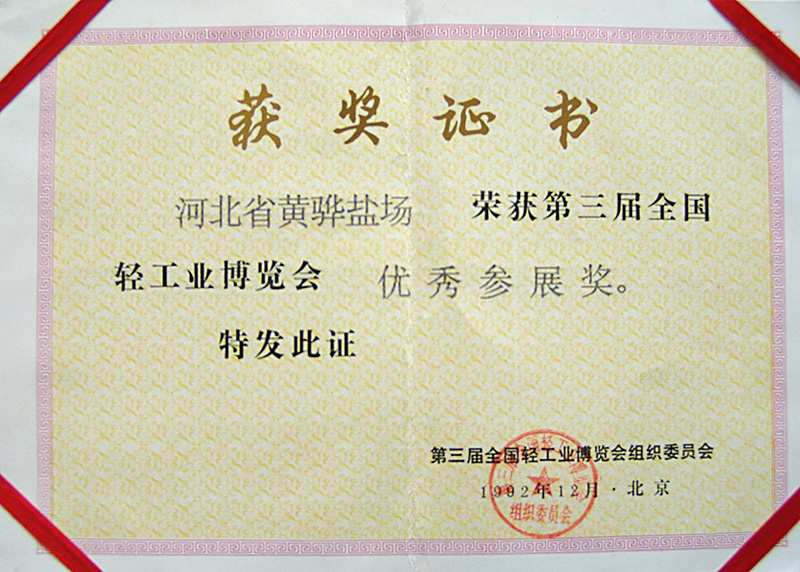 获奖证书
河北省黄骅盐场 荣获第三届全国
轻工业博览会 优秀参展奖。
特发此证
第三届全国轻工业博览会组织委员会
1992年12月·北京
组织委员会